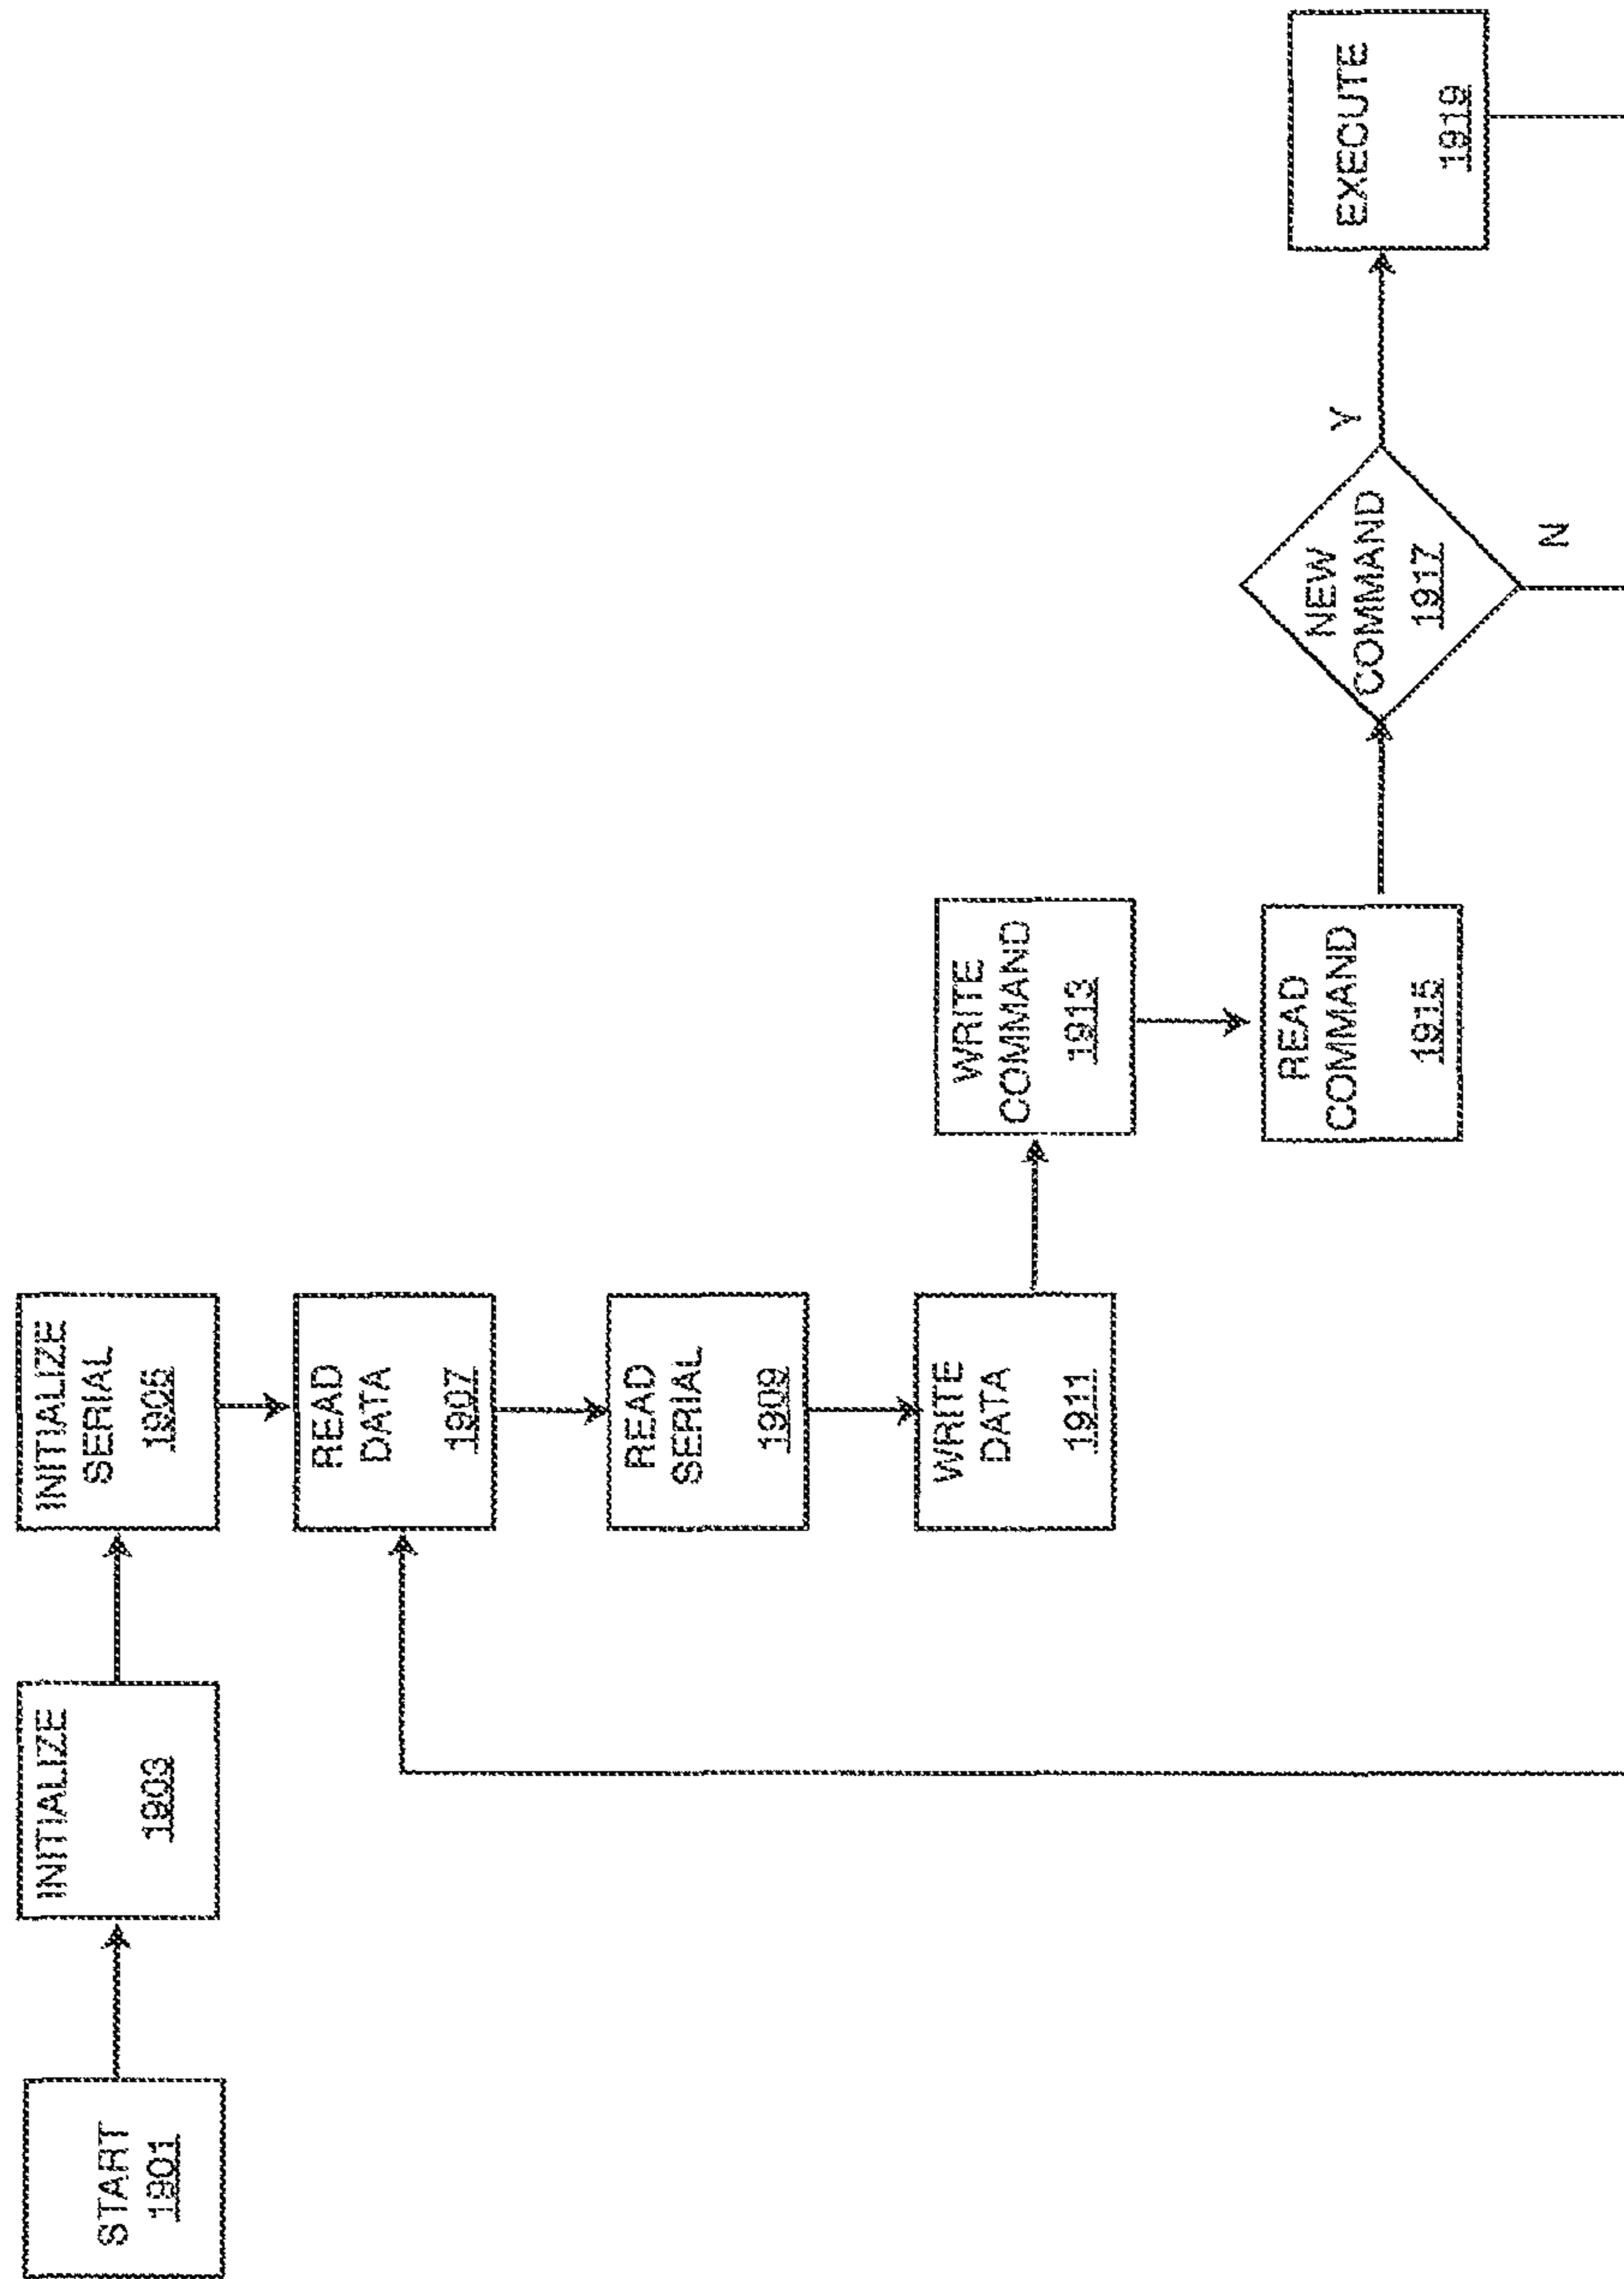 START
1901
INITIALIZE
1903
INITIALIZE
SERIAL
1905
READ
DATA
1907
READ
SERIAL
1909
WRITE
DATA
1911
WRITE
COMMAND
1913
READ
COMMAND
1915
NEW
COMMAND
1917
Y
N
EXECUTE
1919